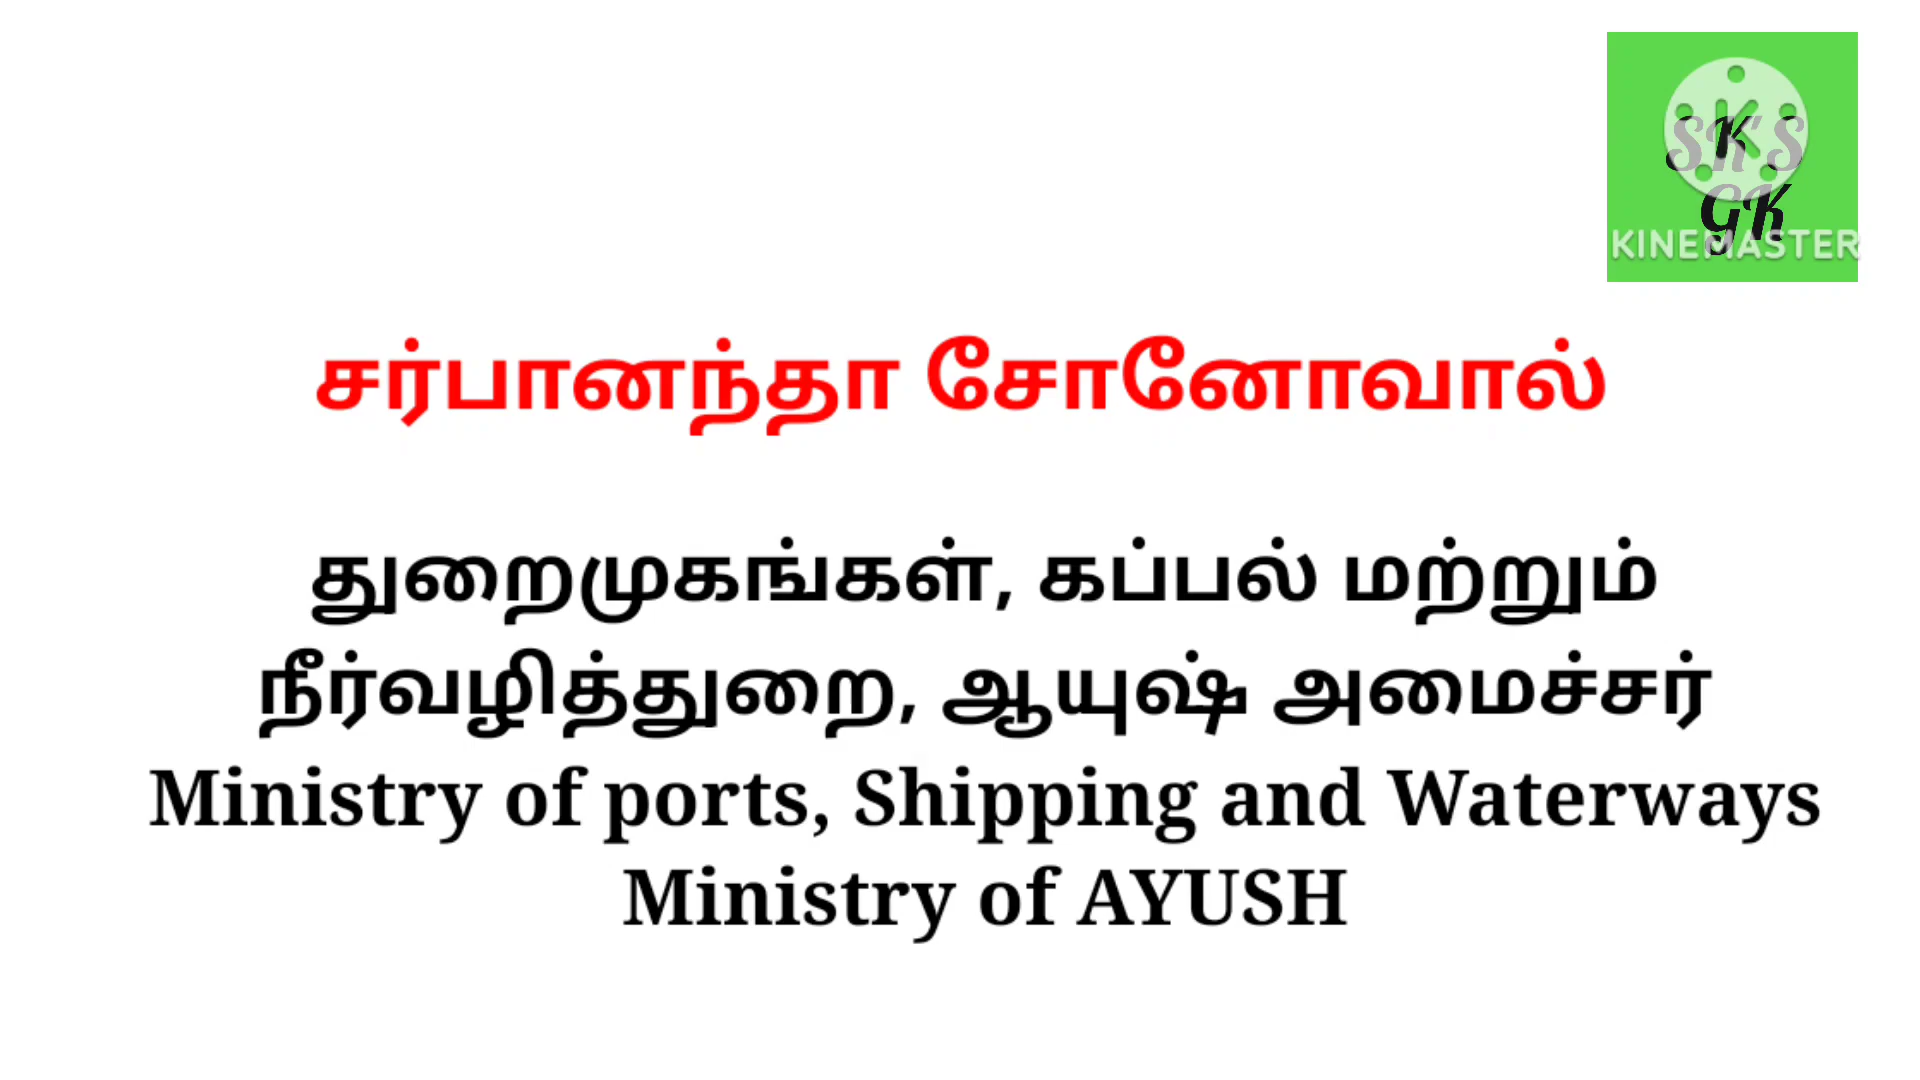 SK'S
GK
KINEMASTER
சர்பானந்தா சோனோவால்
துறைமுகங்கள், கப்பல் மற்றும்
நீர்வழித்துறை, ஆயுஷ் அமைச்சர்
Ministry of ports, Shipping and Waterways
Ministry of AYUSH